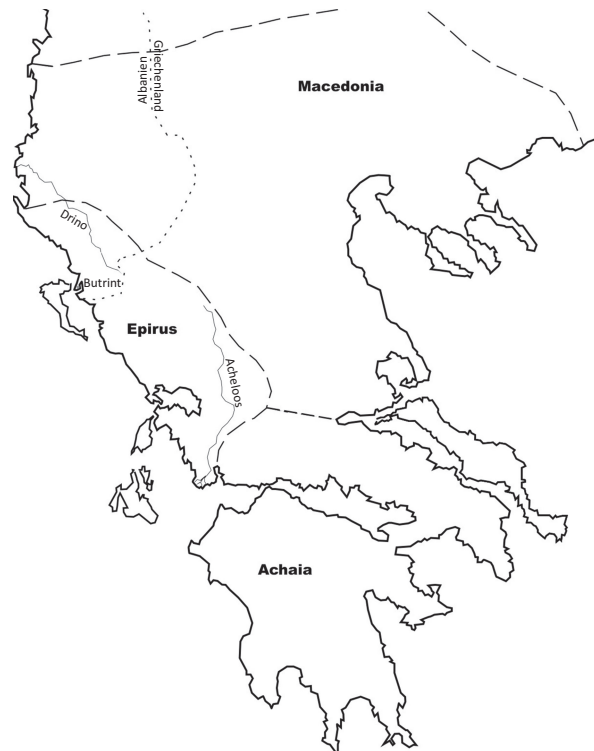 Albanien
Griechenland
Macedonia
Drino
Butrint
Epirus
Acheloos
Achaia